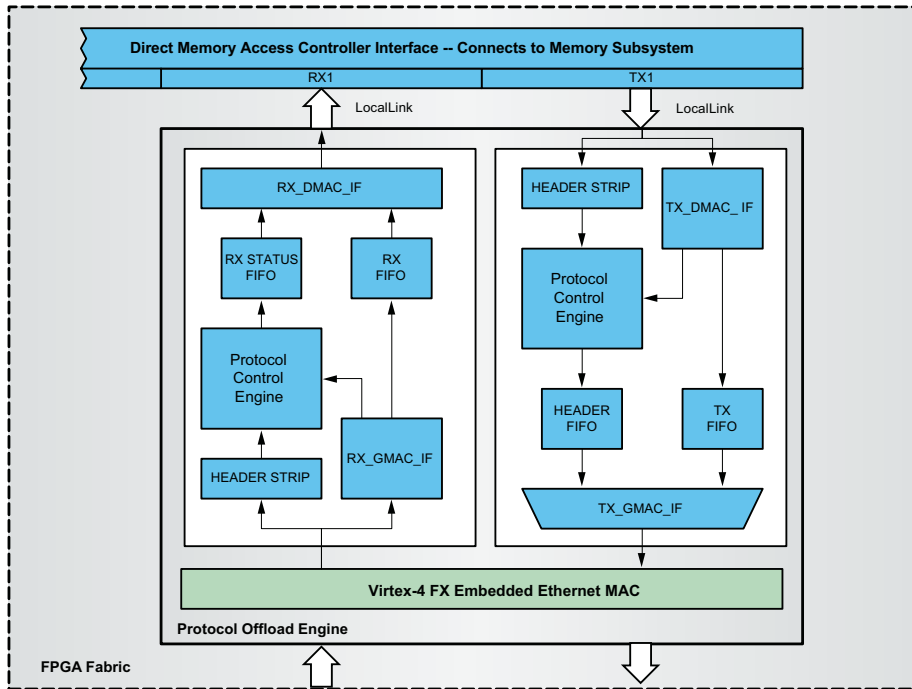 Direct Memory Access Controller Interface -- Connects to Memory Subsystem
RX1
TX1
LocalLink
LocalLink
RX_DMAC_IF
RX STATUS
FIFO
RX
FIFO
Protocol
Control
Engine
HEADER STRIP
RX_GMAC_IF
HEADER STRIP
TX_DMAC_ IF
Protocol
Control
Engine
HEADER
FIFO
TX
FIFO
TX_GMAC_IF
Virtex-4 FX Embedded Ethernet MAC
Protocol Offload Engine
FPGA Fabric